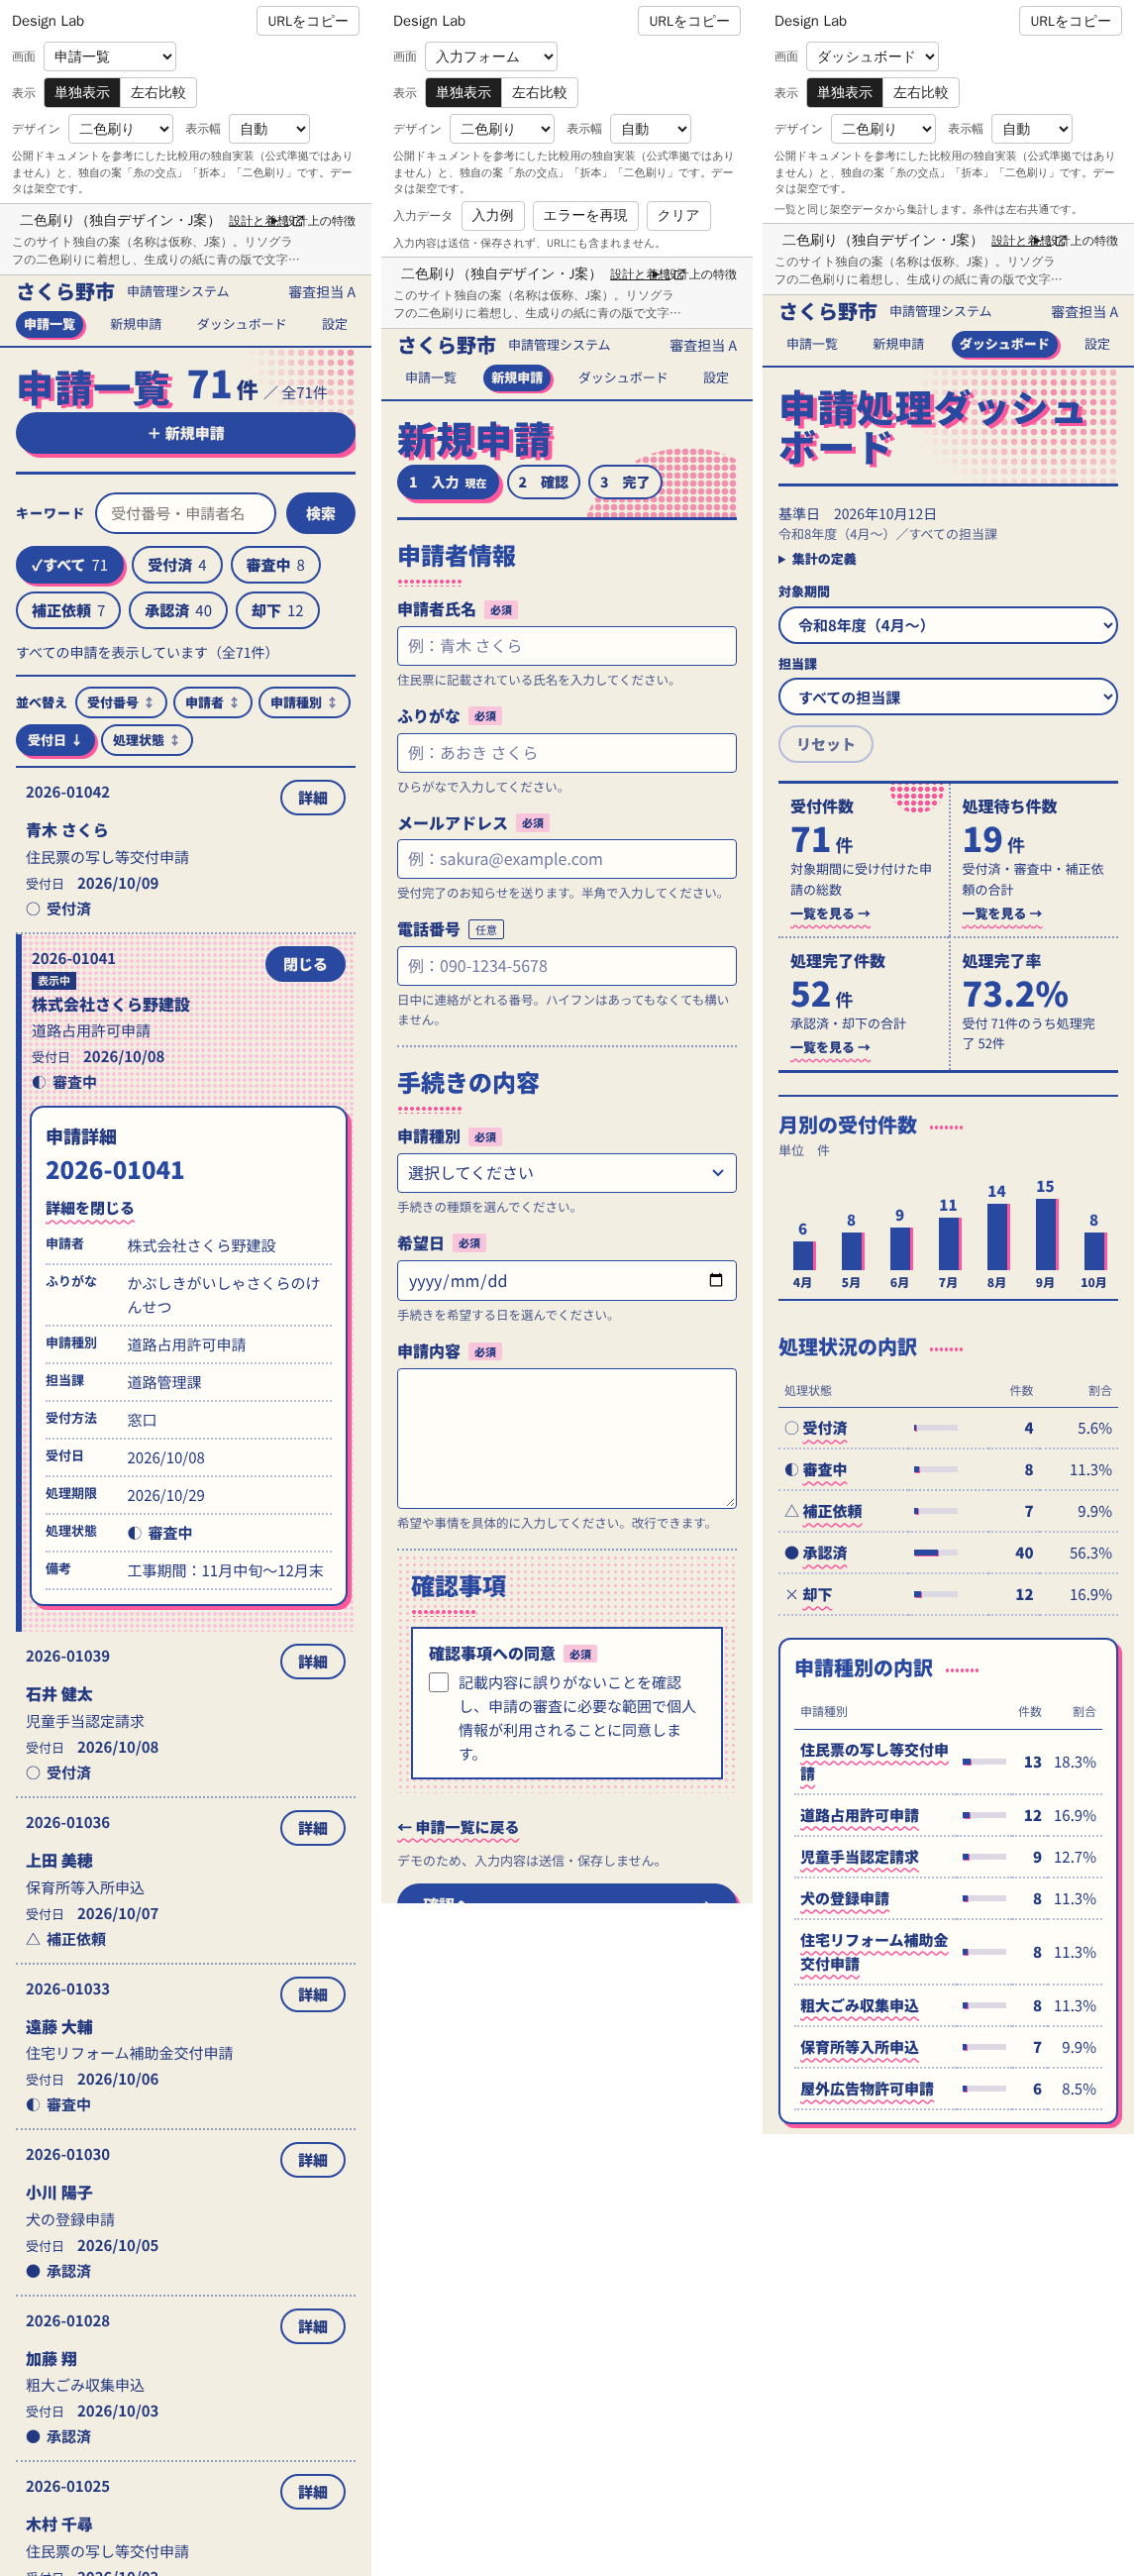 Design Lab
URLをコピー
画面
申請一覧
表示
単独表示
左右比較
デザイン
二色刷り
表示幅
自動
公開ドキュメントを参考にした比較用の独自実装（公式準拠ではあり
ません）と、独自の案「糸の交点」「折本」「二色刷り」です。デー
タは架空です。
二色刷り（独自デザイン・J案）
このサイト独自の案（名称は仮称、J案）。リソグラ
フの二色刷りに着想し、生成りの紙に青の版で文字…
さくら野市
申請管理システム
審査担当 A
申請一覧
新規申請
ダッシュボード
設定
申請一覧
71件
／全71件
＋ 新規申請
キーワード
受付番号・申請者名
検索
✓すべて 71
受付済 4
審査中 8
補正依頼 7
承認済 40
却下 12
すべての申請を表示しています（全71件）
並べ替え
受付番号 ↕
申請者 ↕
申請種別 ↕
受付日 ↓
処理状態 ↕
2026-01042
詳細
青木 さくら
住民票の写し等交付申請
受付日 2026/10/09
○ 受付済
2026-01041
閉じる
表示中
株式会社さくら野建設
道路占用許可申請
受付日 2026/10/08
◐ 審査中
申請詳細
2026-01041
詳細を閉じる
申請者 株式会社さくら野建設
ふりがな かぶしきがいしゃさくらのけ
んせつ
申請種別 道路占用許可申請
担当課 道路管理課
受付方法 窓口
受付日 2026/10/08
処理期限 2026/10/29
処理状態 ◐ 審査中
備考 工事期間：11月中旬〜12月末
2026-01039
詳細
石井 健太
児童手当認定請求
受付日 2026/10/08
○ 受付済
2026-01036
詳細
上田 美穂
保育所等入所申込
受付日 2026/10/07
△ 補正依頼
2026-01033
詳細
遠藤 大輔
住宅リフォーム補助金交付申請
受付日 2026/10/06
◐ 審査中
2026-01030
詳細
小川 陽子
犬の登録申請
受付日 2026/10/05
● 承認済
2026-01028
詳細
加藤 翔
粗大ごみ収集申込
受付日 2026/10/03
● 承認済
2026-01025
詳細
木村 千尋
住民票の写し等交付申請
Design Lab
URLをコピー
画面
入力フォーム
表示
単独表示
左右比較
デザイン
二色刷り
表示幅
自動
公開ドキュメントを参考にした比較用の独自実装（公式準拠ではあり
ません）と、独自の案「糸の交点」「折本」「二色刷り」です。デー
タは架空です。
入力データ
入力例
エラーを再現
クリア
入力内容は送信・保存されず、URLにも含まれません。
二色刷り（独自デザイン・J案）
このサイト独自の案（名称は仮称、J案）。リソグラ
フの二色刷りに着想し、生成りの紙に青の版で文字…
さくら野市
申請管理システム
審査担当 A
申請一覧
新規申請
ダッシュボード
設定
新規申請
1 入力 現在
2 確認
3 完了
申請者情報
申請者氏名 必須
例：青木 さくら
住民票に記載されている氏名を入力してください。
ふりがな 必須
例：あおき さくら
ひらがなで入力してください。
メールアドレス 必須
例：sakura@example.com
受付完了のお知らせを送ります。半角で入力してください。
電話番号 任意
例：090-1234-5678
日中に連絡がとれる番号。ハイフンはあってもなくても構い
ません。
手続きの内容
申請種別 必須
選択してください
手続きの種類を選んでください。
希望日 必須
yyyy/mm/dd
手続きを希望する日を選んでください。
申請内容 必須
希望や事情を具体的に入力してください。改行できます。
確認事項
確認事項への同意 必須
記載内容に誤りがないことを確認
し、申請の審査に必要な範囲で個人
情報が利用されることに同意しま
す。
← 申請一覧に戻る
デモのため、入力内容は送信・保存しません。
Design Lab
URLをコピー
画面
ダッシュボード
表示
単独表示
左右比較
デザイン
二色刷り
表示幅
自動
公開ドキュメントを参考にした比較用の独自実装（公式準拠ではあり
ません）と、独自の案「糸の交点」「折本」「二色刷り」です。デー
タは架空です。
一覧と同じ架空データから集計します。条件は左右共通です。
二色刷り（独自デザイン・J案）
このサイト独自の案（名称は仮称、J案）。リソグラ
フの二色刷りに着想し、生成りの紙に青の版で文字…
さくら野市
申請管理システム
審査担当 A
申請一覧
新規申請
ダッシュボード
設定
申請処理ダッシュ
ボード
基準日 2026年10月12日
令和8年度（4月〜）／すべての担当課
▶ 集計の定義
対象期間
令和8年度（4月〜）
担当課
すべての担当課
リセット
受付件数
71件
対象期間に受け付けた申
請の総数
一覧を見る →
処理待ち件数
19件
受付済・審査中・補正依
頼の合計
一覧を見る →
処理完了件数
52件
承認済・却下の合計
一覧を見る →
処理完了率
73.2%
受付 71件のうち処理完
了 52件
月別の受付件数
単位 件
6 8 9 11 14 15 8
4月 5月 6月 7月 8月 9月 10月
処理状況の内訳
処理状態 件数 割合
○ 受付済 4 5.6%
◐ 審査中 8 11.3%
△ 補正依頼 7 9.9%
● 承認済 40 56.3%
× 却下 12 16.9%
申請種別の内訳
申請種別 件数 割合
住民票の写し等交付申
請 13 18.3%
道路占用許可申請 12 16.9%
児童手当認定請求 9 12.7%
犬の登録申請 8 11.3%
住宅リフォーム補助金
交付申請 8 11.3%
粗大ごみ収集申込 8 11.3%
保育所等入所申込 7 9.9%
屋外広告物許可申請 6 8.5%